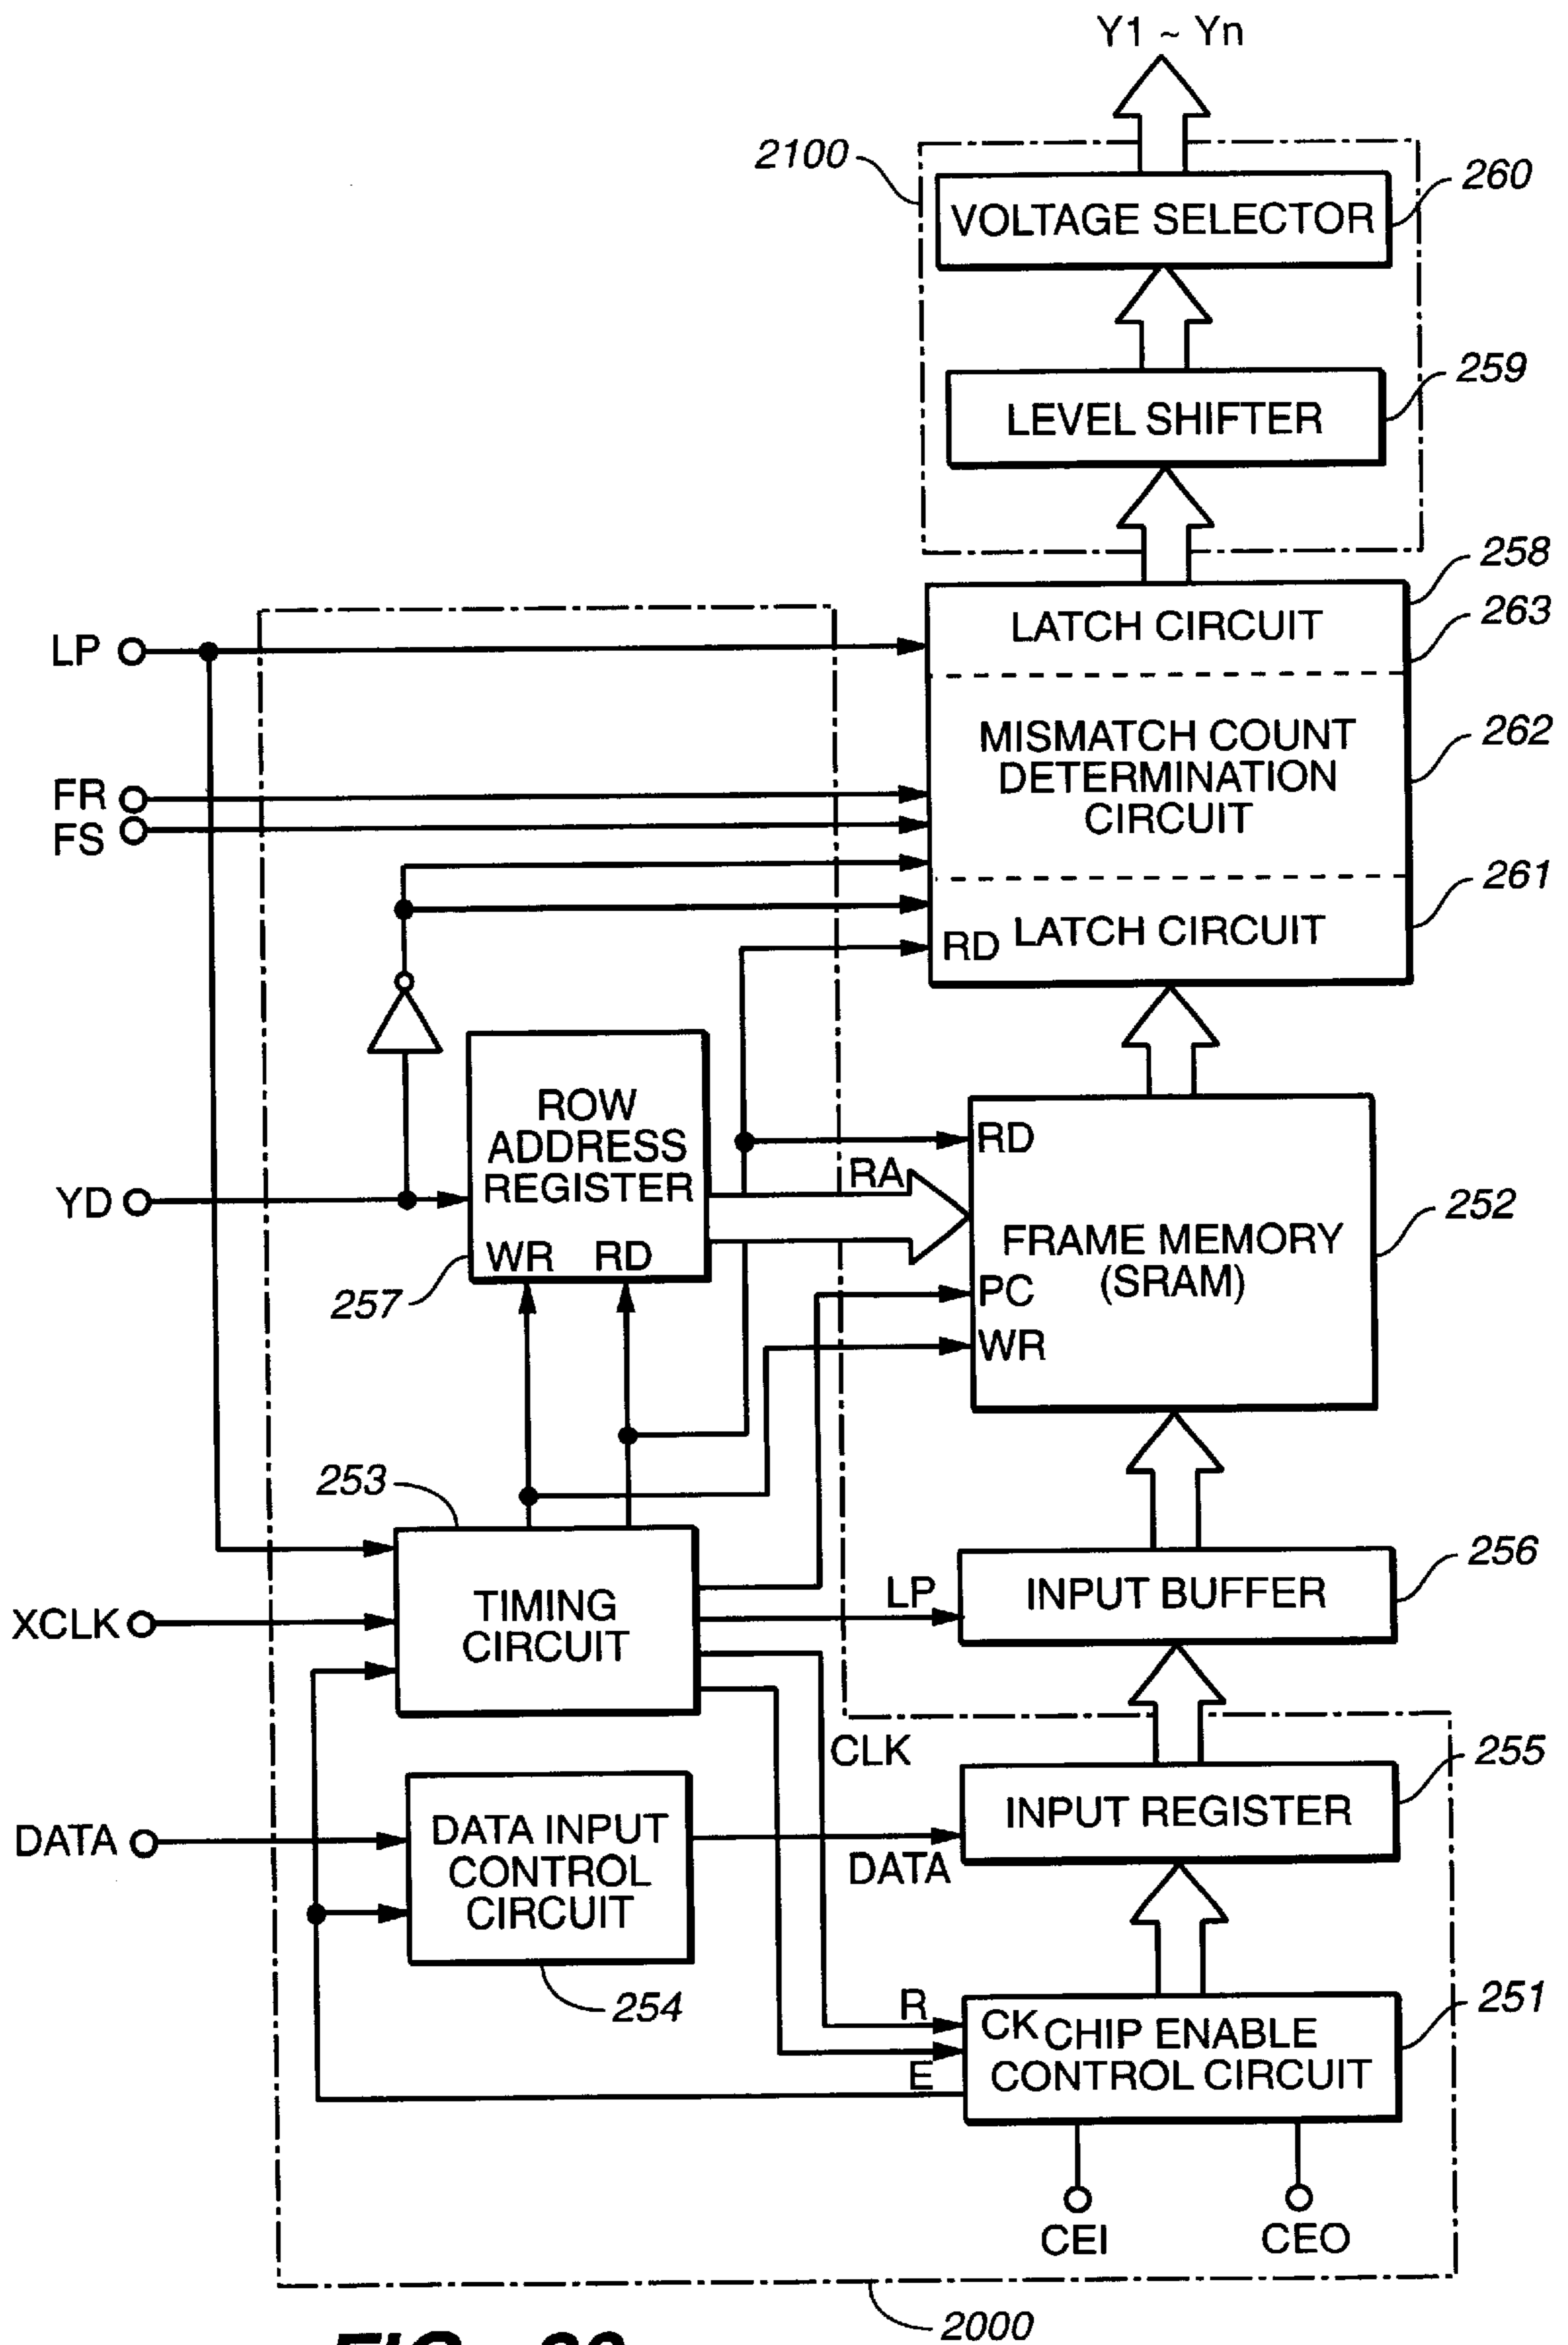 Y1 ~ Yn
2100
260
VOLTAGE SELECTOR
259
LEVEL SHIFTER
258
LATCH CIRCUIT
263
LP
MISMATCH COUNT
DETERMINATION
CIRCUIT
262
FR
FS
261
RD LATCH CIRCUIT
ROW
ADDRESS
REGISTER
WR RD
257
YD
RD
RA
FRAME MEMORY
(SRAM)
252
PC
WR
253
TIMING
CIRCUIT
XCLK
LP
INPUT BUFFER
256
CLK
INPUT REGISTER
255
DATA
DATA INPUT
CONTROL
CIRCUIT
254
DATA
R
E
CK CHIP ENABLE
CONTROL CIRCUIT
251
CEI
CEO
2000